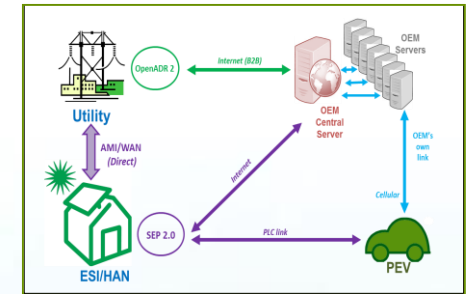 OpenADR 2
Internet (B2B)
OEM
Servers
Utility
OEM
Central
Server
AMI/WAN
(Direct)
OEM's
own
link
Internet
Cellular
SEP 2.0
PLC link
ESI/HAN
PEV